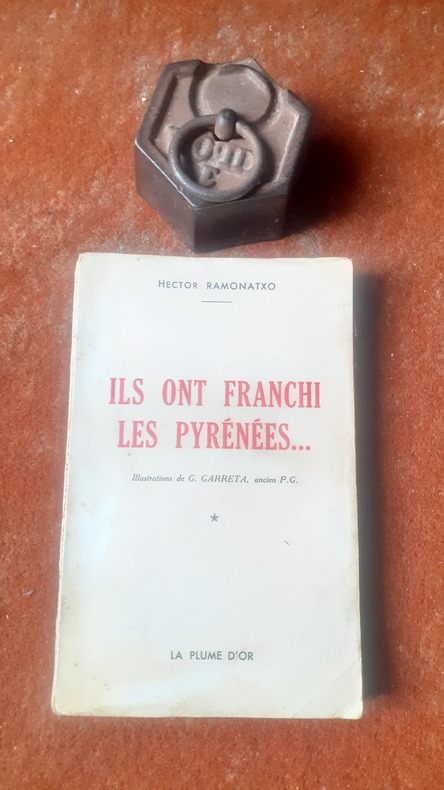 HECTOR RAMONATXO
ILS ONT FRANCHI
LES PYRÉNÉES...
Illustrations de G. GARRETA, ancien P.G.
*
LA PLUME D'OR